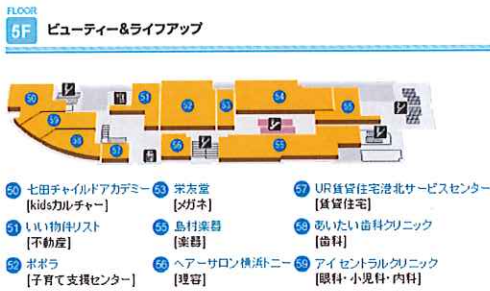 FLOOR
5F ビューティー&ライフアップ
50 51 52 53 54 55
59 58 57 56 55
50 七田チャイルドアカデミー
[kidsカルチャー]
53 栄友堂
[メガネ]
57 UR賃貸住宅港北サービスセンター
[賃貸住宅]
51 いい物件リスト
[不動産]
55 島村楽器
[楽器]
58 あいたい歯科クリニック
[歯科]
52 ポポラ
[子育て支援センター]
56 ヘアーサロン横浜トニー
[理容]
59 アイセントラルクリニック
[眼科・小児科・内科]